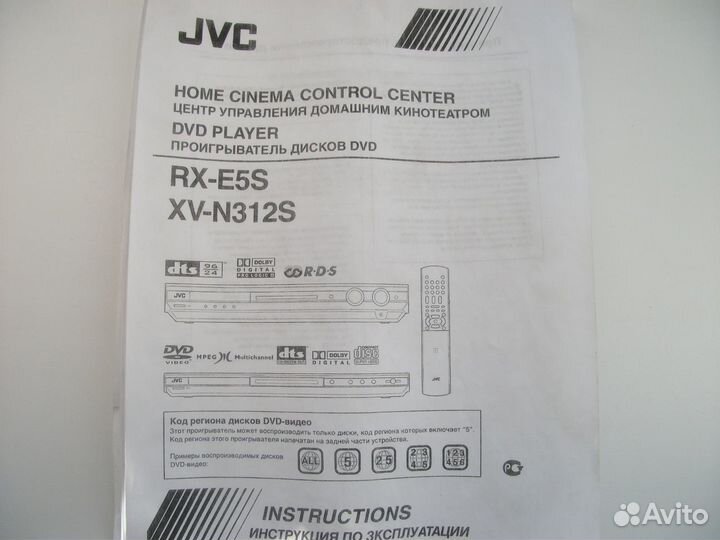 JVC
HOME CINEMA CONTROL CENTER
ЦЕНТР УПРАВЛЕНИЯ ДОМАШНИМ КИНОТЕАТРОМ
DVD PLAYER
ПРОИГРЫВАТЕЛЬ ДИСКОВ DVD
RX-E5S
XV-N312S
dts 96 24
DOLBY DIGITAL PRO LOGIC II
R·D·S
JVC
DVD VIDEO
MPEG Multichannel
dts
DOLBY DIGITAL
disc
JVC
JVC
Код региона дисков DVD-видео
Этот проигрыватель может воспроизводить только диски, код региона которых включает "5".
Код региона этого проигрывателя напечатан на задней части устройства.
Примеры воспроизводимых дисков
DVD-видео:
ALL
5
2 5
2 3 4 5
1 2 3 4 5 6
INSTRUCTIONS
ИНСТРУКЦИЯ ПО ЭКСПЛУАТАЦИИ
Avito